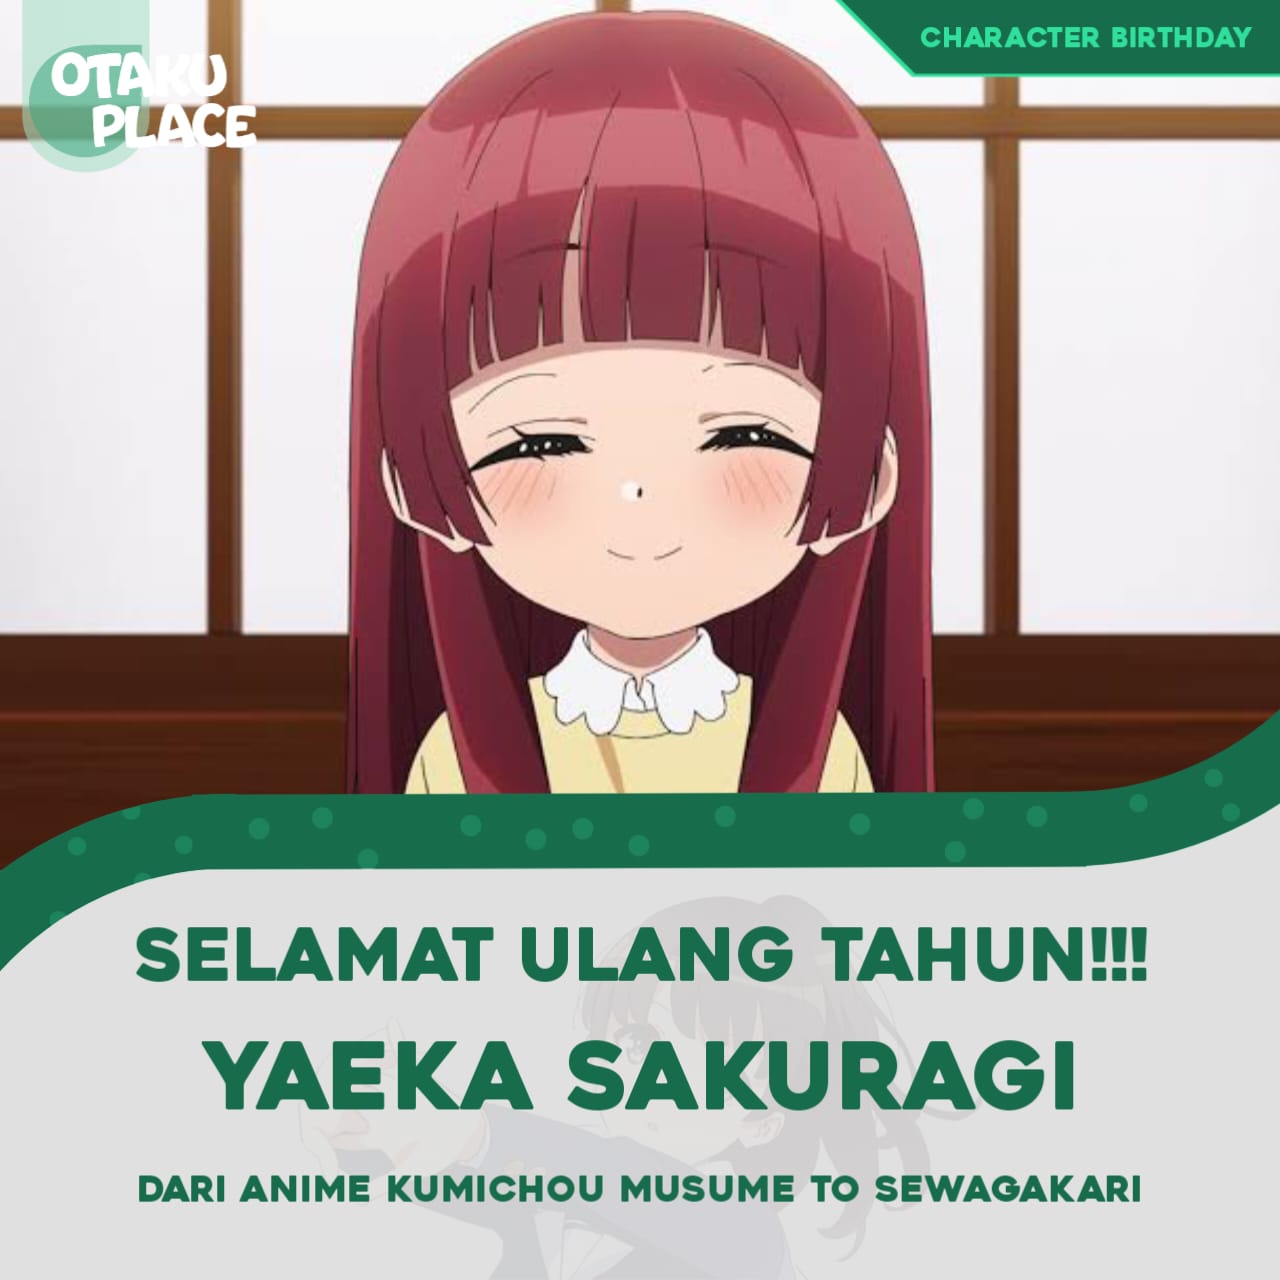 OTAKU
PLACE
CHARACTER BIRTHDAY
SELAMAT ULANG TAHUN!!!
YAEKA SAKURAGI
DARI ANIME KUMICHOU MUSUME TO SEWAGAKARI